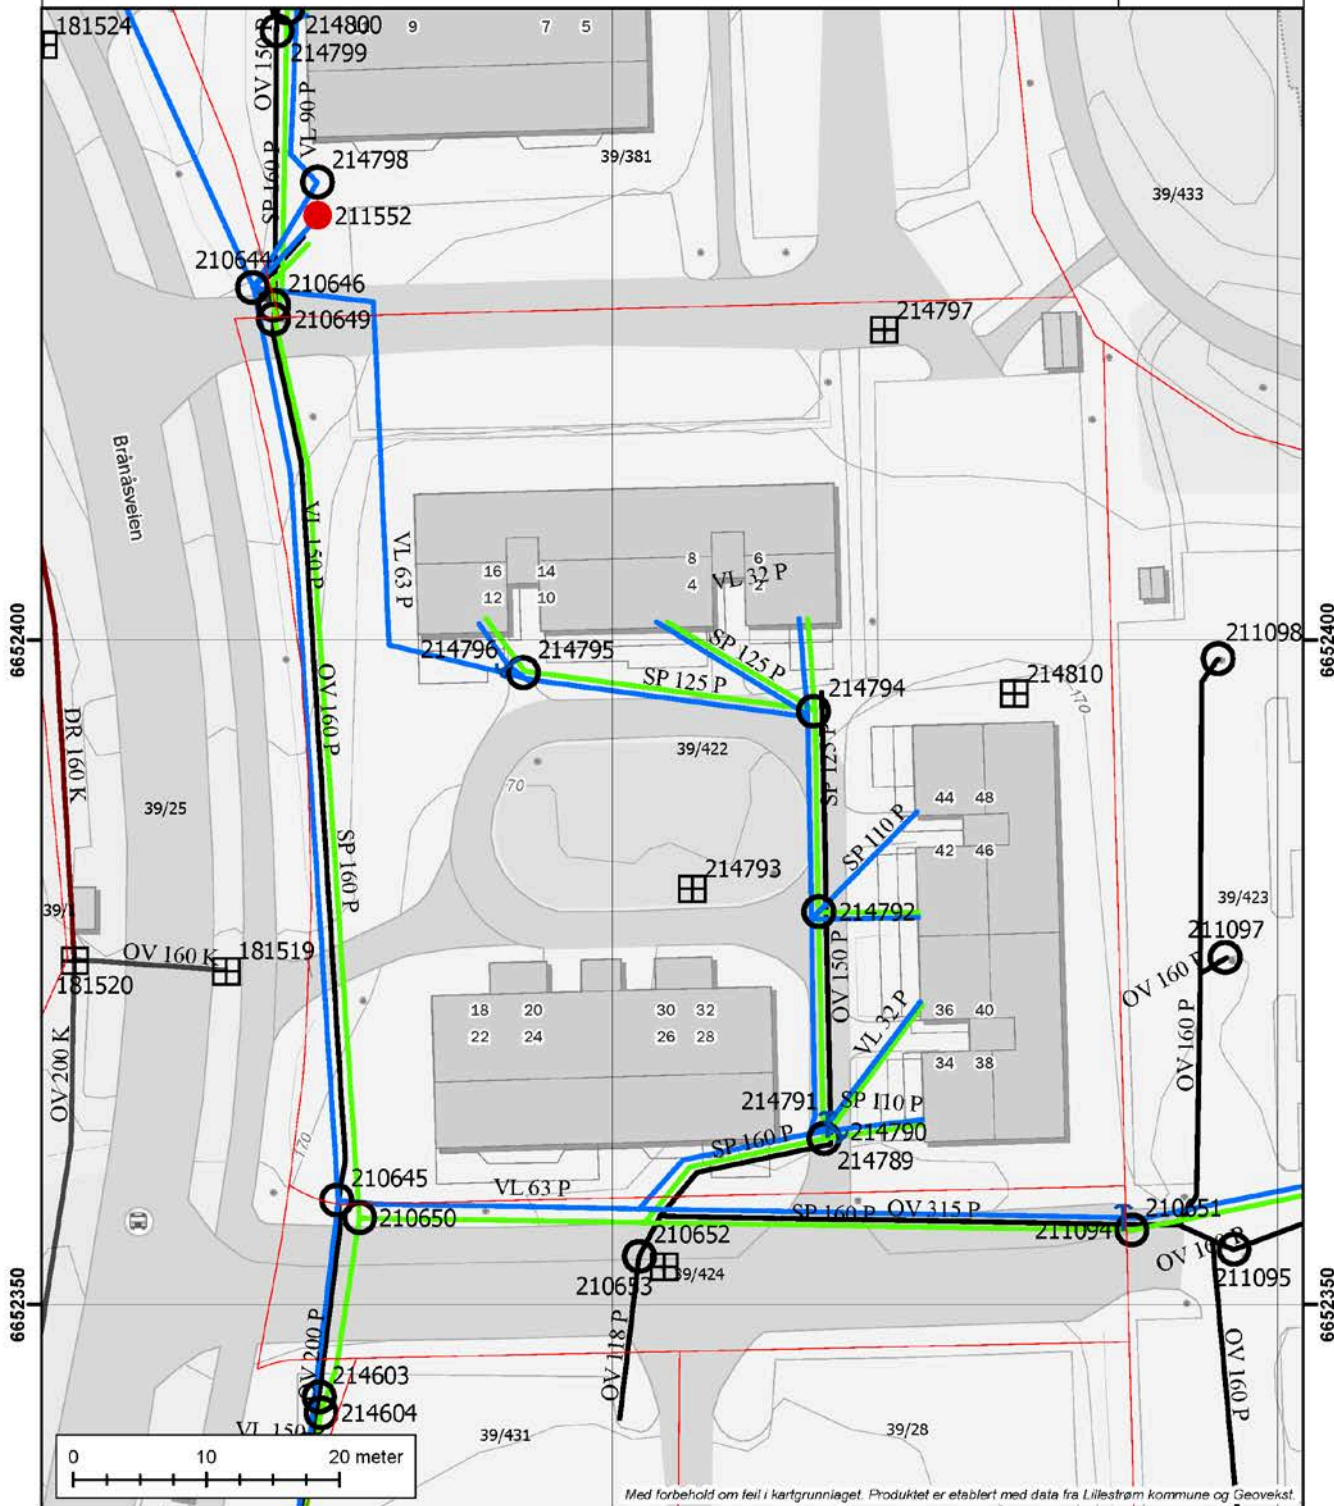 181524
214800
9
7 5
214799
OV 150 P
VL 90 P
214798
39/381
39/433
SP 160 P
211552
210644
210646
210649
214797
Brånåsveien
VL 150 P
VL 63 P
16 14
12 10
8 6
4 2
VL 32 P
6652400
6652400
211098
214796
214795
SP 125 P
SP 125 P
214794
214810
170
OV 160 P
DR 160 K
39/422
SP 125 P
70
39/25
44 48
SP 110 P
42 46
SP 160 P
214793
39/1
214792
39/423
211097
OV 160 K
181519
181520
OV 150 P
OV 160 P
18 20
30 32
22 24
26 28
VL 32 P
36 40
34 38
OV 200 K
OV 160 P
214791
SP 110 P
214790
SP 160 P
214789
170
210645
VL 63 P
210650
SP 160 P
OV 315 P
210651
211094
210652
OV 160 P
210653
39/424
211095
6652350
6652350
OV 200 P
OV 118 P
OV 160 P
214603
214604
VL 150
39/431
39/28
0 10 20 meter
Med forbehold om feil i kartgrunnlaget. Produktet er etablert med data fra Lillestrøm kommune og Geovekst.